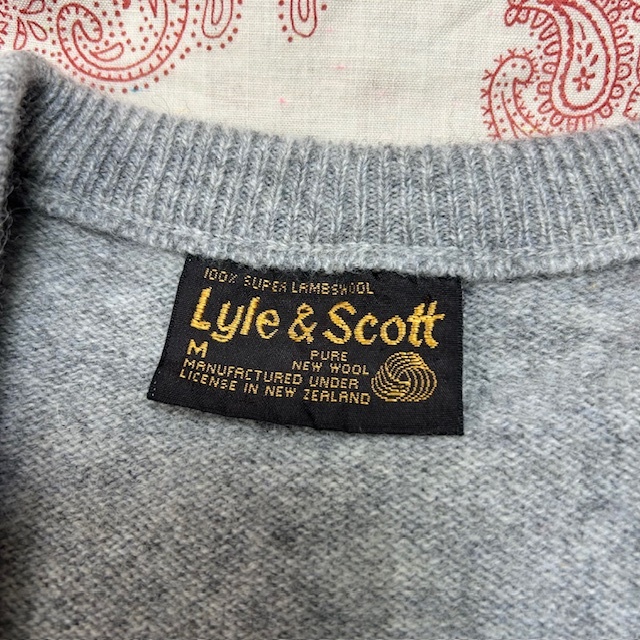 100% SUPER LAMBSWOOL
Lyle & Scott
M
PURE
NEW WOOL
MANUFACTURED UNDER
LICENSE IN NEW ZEALAND